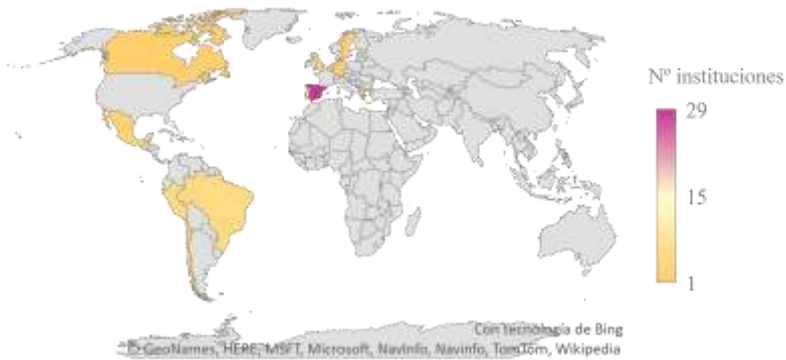 Nº instituciones
29
15
1
Con tecnología de Bing
© GeoNames, HERE, MSFT, Microsoft, NavInfo, Navinfo, TomTom, Wikipedia